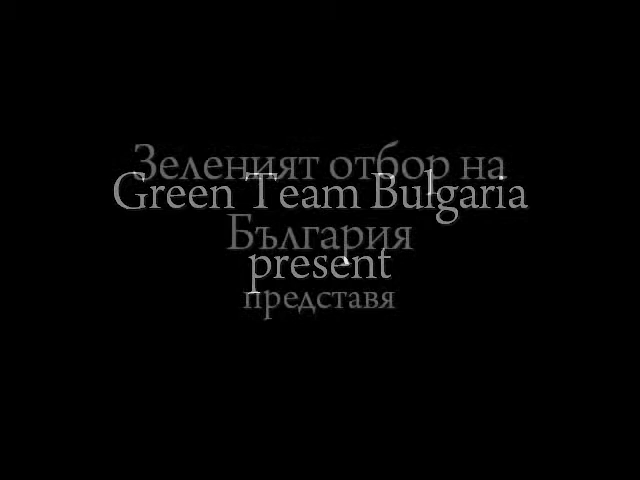 Зеленият отбор на
Green Team Bulgaria
България
present
представя